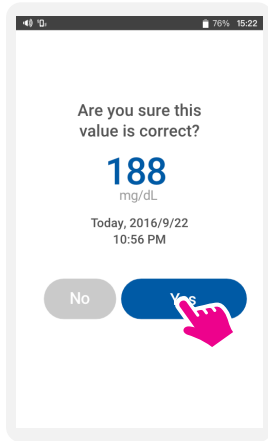 76% 15:22
Are you sure this
value is correct?
188
mg/dL
Today, 2016/9/22
10:56 PM
No Yes